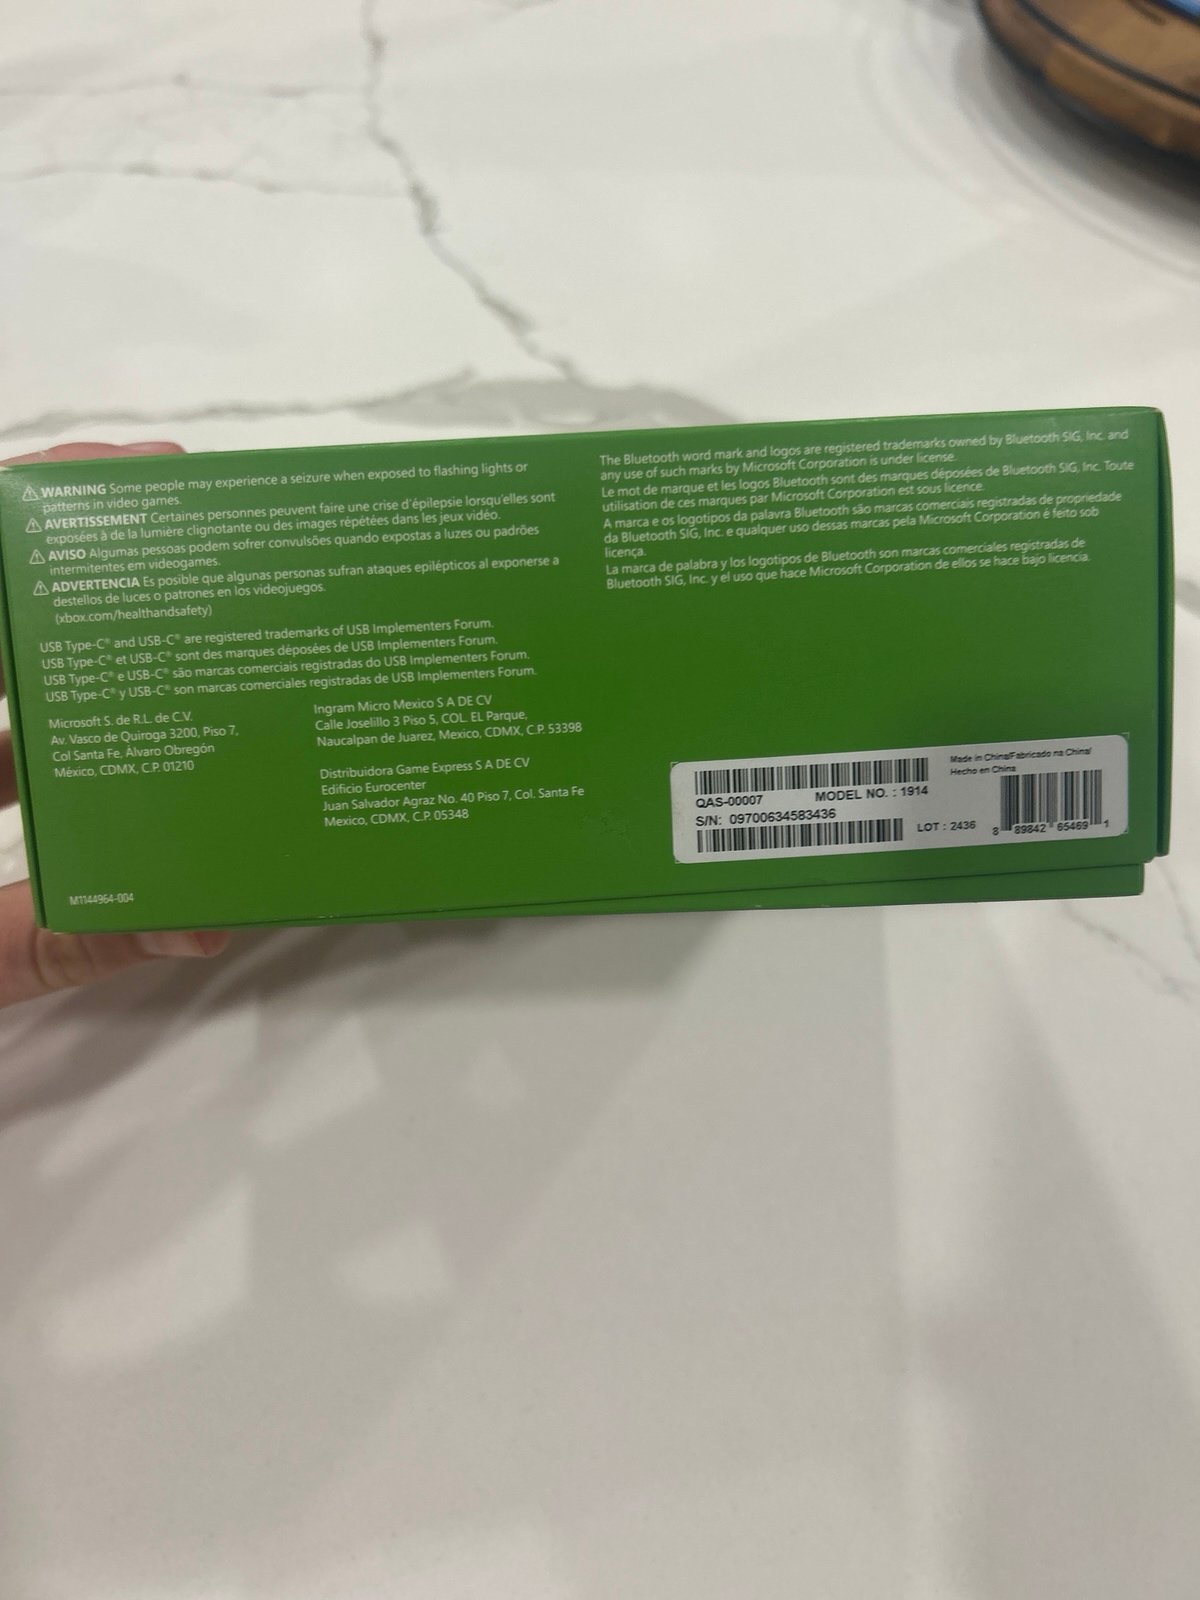 ⚠ WARNING Some people may experience a seizure when exposed to flashing lights or
patterns in video games.
⚠ AVERTISSEMENT Certaines personnes peuvent faire une crise d'épilepsie lorsqu'elles sont
exposées à de la lumière clignotante ou des images répétées dans les jeux vidéo.
⚠ AVISO Algumas pessoas podem sofrer convulsões quando expostas a luzes ou padrões
intermitentes em videogames.
⚠ ADVERTENCIA Es posible que algunas personas sufran ataques epilépticos al exponerse a
destellos de luces o patrones en los videojuegos.
(xbox.com/healthandsafety)
USB Type-C® and USB-C® are registered trademarks of USB Implementers Forum.
USB Type-C® et USB-C® sont des marques déposées de USB Implementers Forum.
USB Type-C® e USB-C® são marcas comerciais registradas do USB Implementers Forum.
USB Type-C® y USB-C® son marcas comerciales registradas de USB Implementers Forum.
Microsoft S. de R.L. de C.V.
Av. Vasco de Quiroga 3200, Piso 7,
Col Santa Fe, Álvaro Obregón
México, CDMX, C.P. 01210
Ingram Micro Mexico S A DE CV
Calle Joselillo 3 Piso 5, COL. EL Parque,
Naucalpan de Juarez, Mexico, CDMX, C.P. 53398
Distribuidora Game Express S A DE CV
Edificio Eurocenter
Juan Salvador Agraz No. 40 Piso 7, Col. Santa Fe
Mexico, CDMX, C.P. 05348
M1144964-004
The Bluetooth word mark and logos are registered trademarks owned by Bluetooth SIG, Inc. and
any use of such marks by Microsoft Corporation is under license.
Le mot de marque et les logos Bluetooth sont des marques déposées de Bluetooth SIG, Inc. Toute
utilisation de ces marques par Microsoft Corporation est sous licence.
A marca e os logotipos da palavra Bluetooth são marcas comerciais registradas de propriedade
da Bluetooth SIG, Inc. e qualquer uso dessas marcas pela Microsoft Corporation é feito sob
licença.
La marca de palabra y los logotipos de Bluetooth son marcas comerciales registradas de
Bluetooth SIG, Inc. y el uso que hace Microsoft Corporation de ellos se hace bajo licencia.
Made in China/Fabricado na China/
Hecho en China
QAS-00007 MODEL NO. : 1914
S/N: 09700634583436
LOT : 2436
8 89842 65469 1